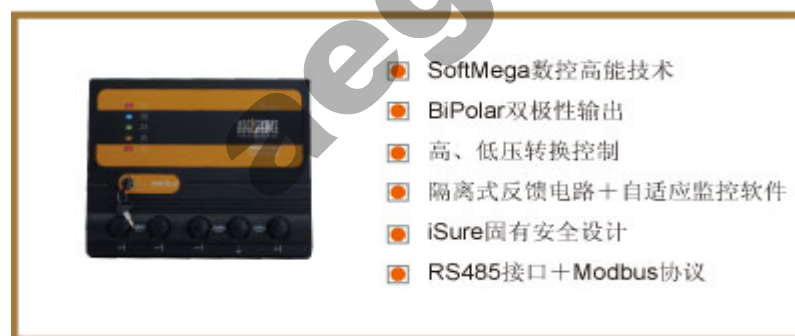 aeg
SoftMega数控高能技术
BiPolar双极性输出
高、低压转换控制
隔离式反馈电路＋自适应监控软件
iSure固有安全设计
RS485接口＋Modbus协议